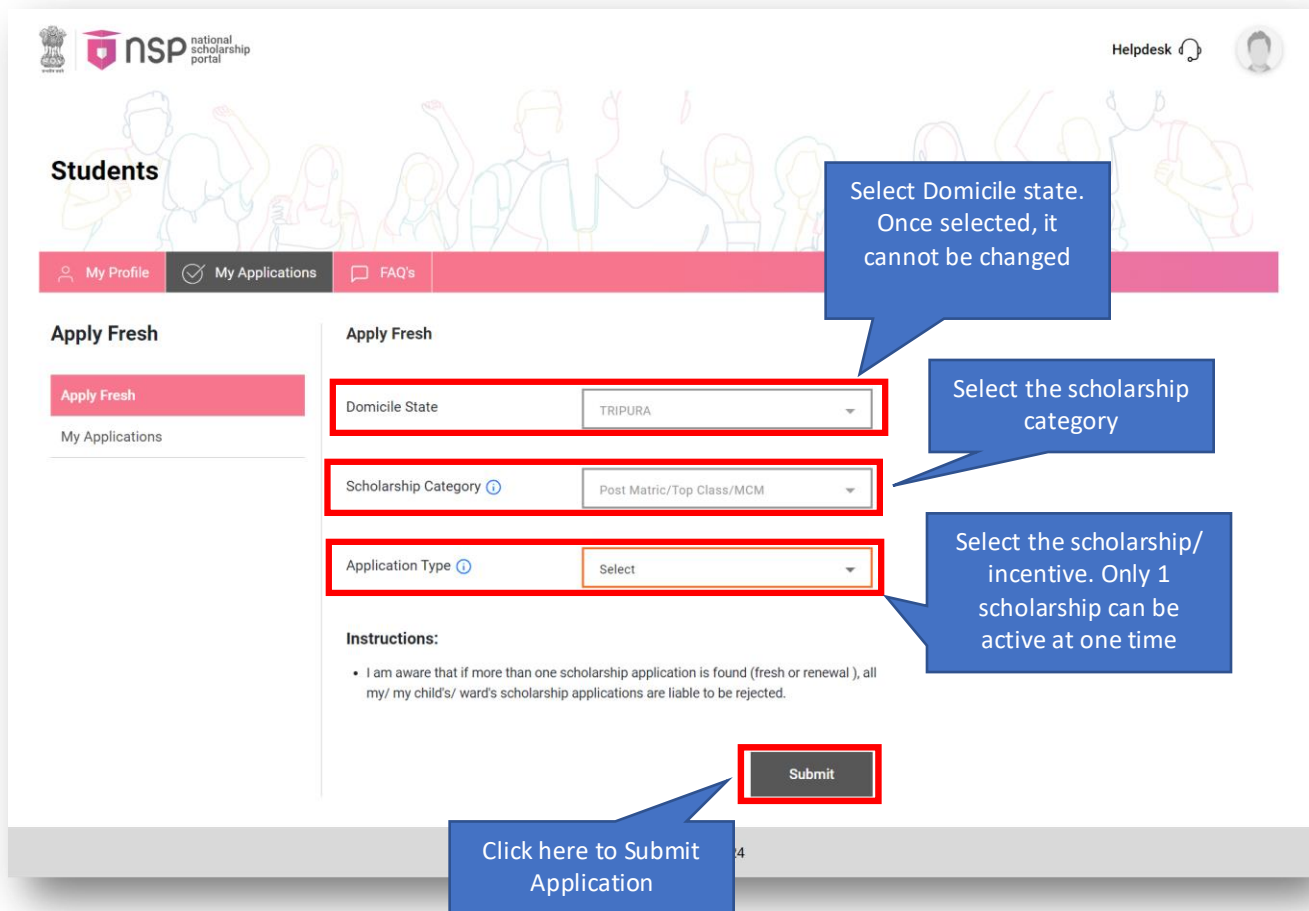 nsp national
scholarship
portal
Helpdesk
Students
Select Domicile state.
Once selected, it
cannot be changed
My Profile
My Applications
FAQ's
Apply Fresh
Apply Fresh
My Applications
Apply Fresh
Domicile State
TRIPURA
Select the scholarship
category
Scholarship Category
Post Matric/Top Class/MCM
Application Type
Select
Select the scholarship/
incentive. Only 1
scholarship can be
active at one time
Instructions:
• I am aware that if more than one scholarship application is found (fresh or renewal ), all
my/ my child's/ ward's scholarship applications are liable to be rejected.
Submit
Click here to Submit
Application